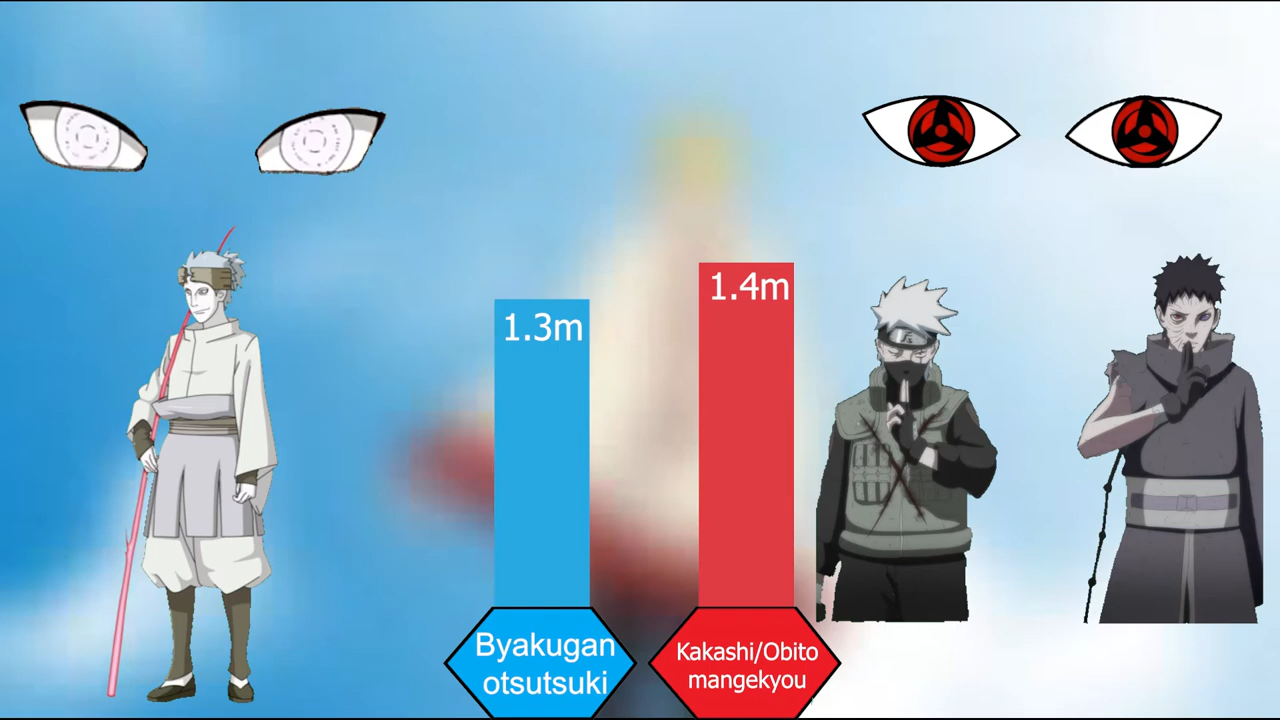 1.3m
1.4m
Byakugan
otsutsuki
Kakashi/Obito
mangekyou